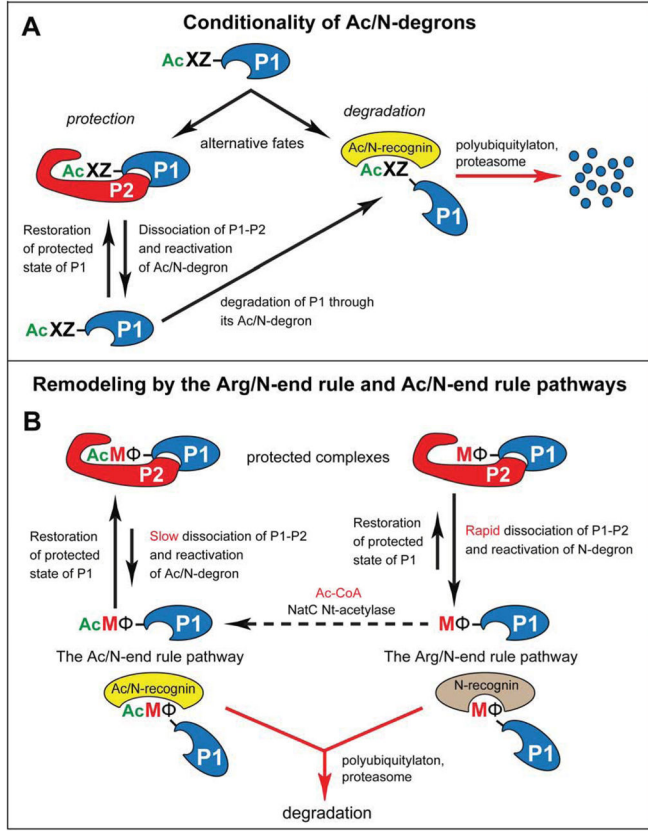 A
Conditionality of Ac/N-degrons
AcXZ
P1
protection
degradation
alternative fates
AcXZ
P1
P2
Ac/N-recognin
AcXZ
P1
polyubiquitylaton,
proteasome
Restoration
of protected
state of P1
Dissociation of P1-P2
and reactivation
of Ac/N-degron
AcXZ
P1
degradation of P1 through
its Ac/N-degron
Remodeling by the Arg/N-end rule and Ac/N-end rule pathways
B
AcMΦ
P1
P2
protected complexes
MΦ
P1
P2
Restoration
of protected
state of P1
Slow dissociation of P1-P2
and reactivation
of Ac/N-degron
Restoration
of protected
state of P1
Rapid dissociation of P1-P2
and reactivation of N-degron
Ac-CoA
NatC Nt-acetylase
AcMΦ
P1
MΦ
P1
The Ac/N-end rule pathway
The Arg/N-end rule pathway
Ac/N-recognin
AcMΦ
P1
N-recognin
MΦ
P1
polyubiquitylaton,
proteasome
degradation